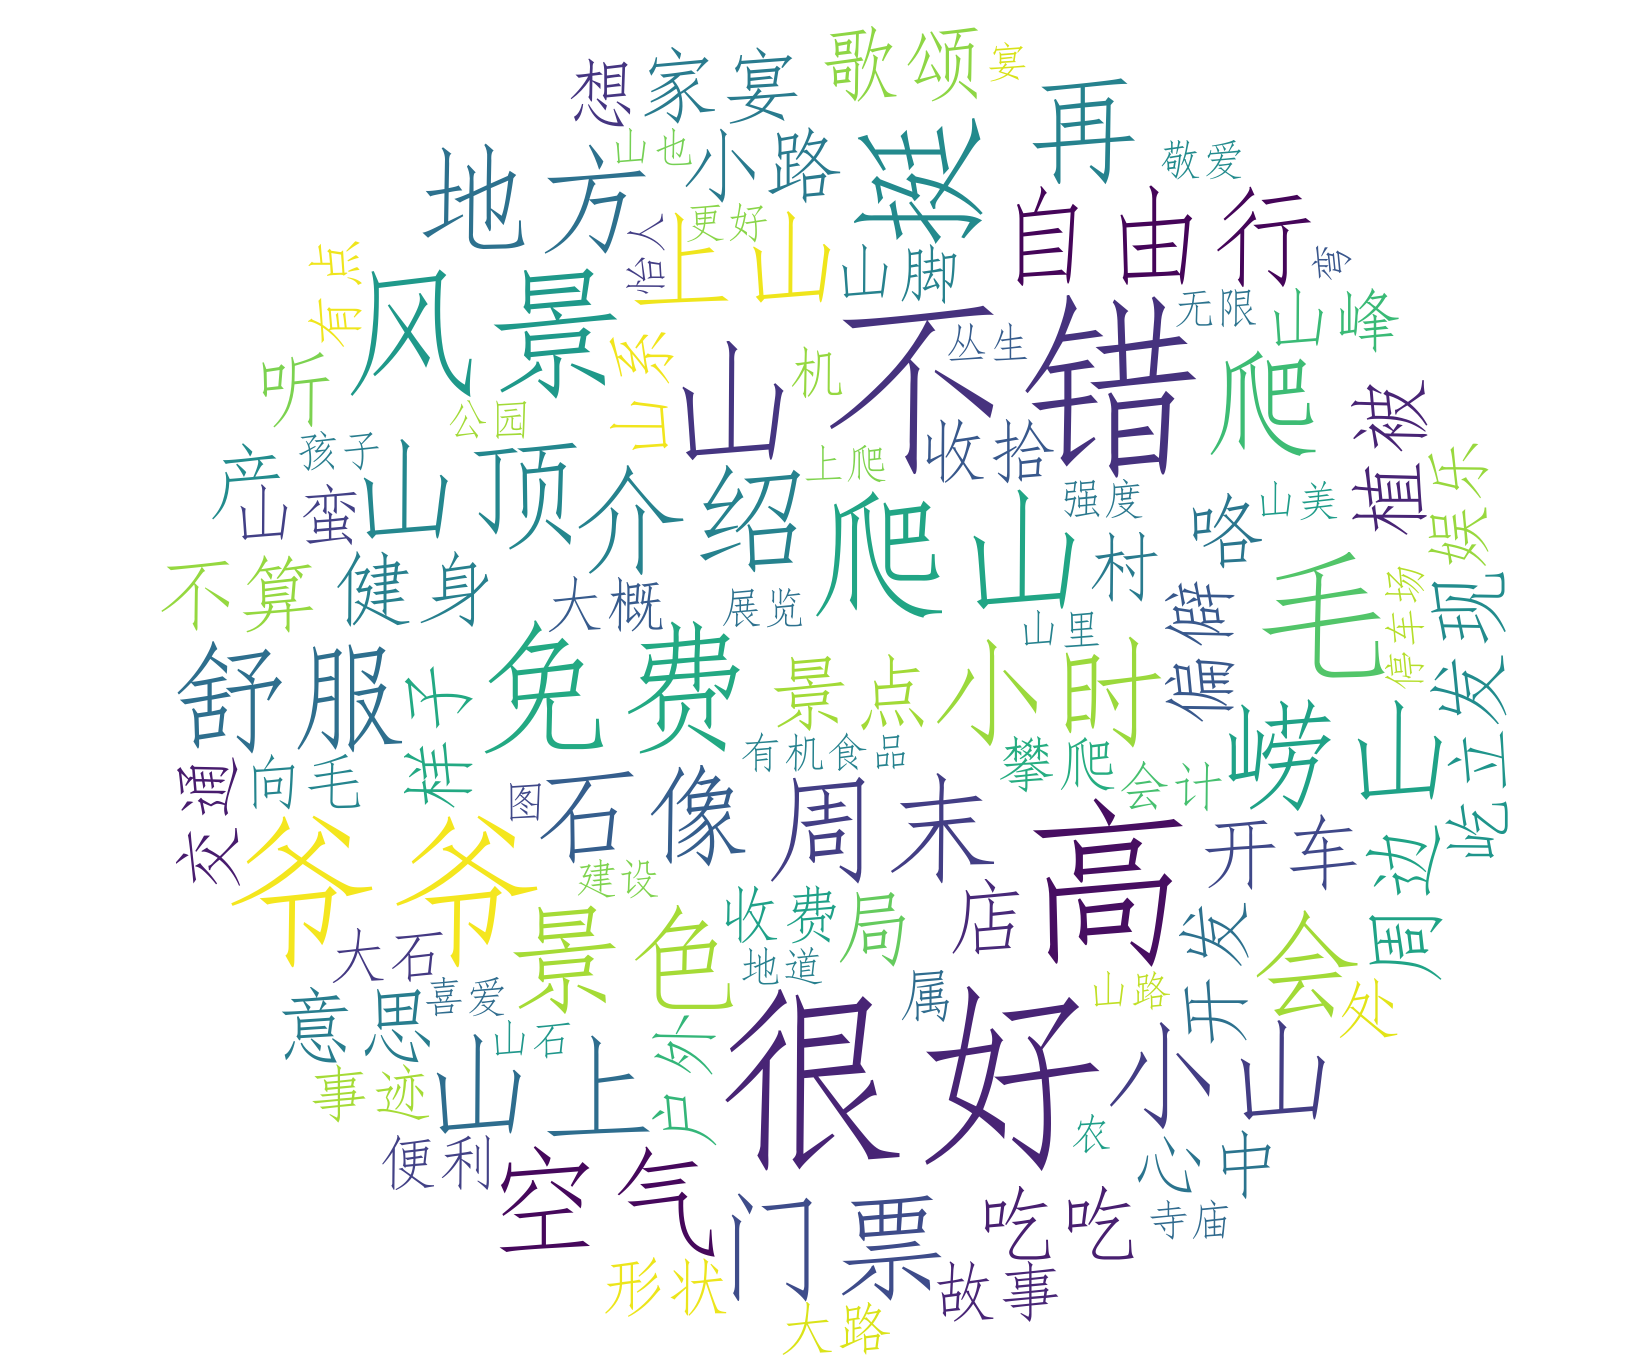 歌颂
宴
想
家宴
再
山也
小路
挺
敬爱
地方
更好
自由行
怡人
上山
山脚
弯
有点
风景
不错
丛生
无限
山峰
听
山系
山
机
爬
植被
公园
孩子
山顶
收拾
上爬
娱乐
产
山蛮
介绍
爬山
强度
咯
山美
村
不算
健身
大概
展览
山里
偏僻
毛
停车场
发现
舒服
样子
免费
景点
小时
崂山
屹立
交通
向毛
图
石像
有机食品
攀爬
会计
周末
爷爷
高
开车
周边
建设
收费
局
店
大石
景色
地道
开发
会
意思
喜爱
属
山路
处
山石
户外
很好
小山
事迹
山上
农
便利
心中
空气
门票
吃吃
寺庙
形状
故事
大路